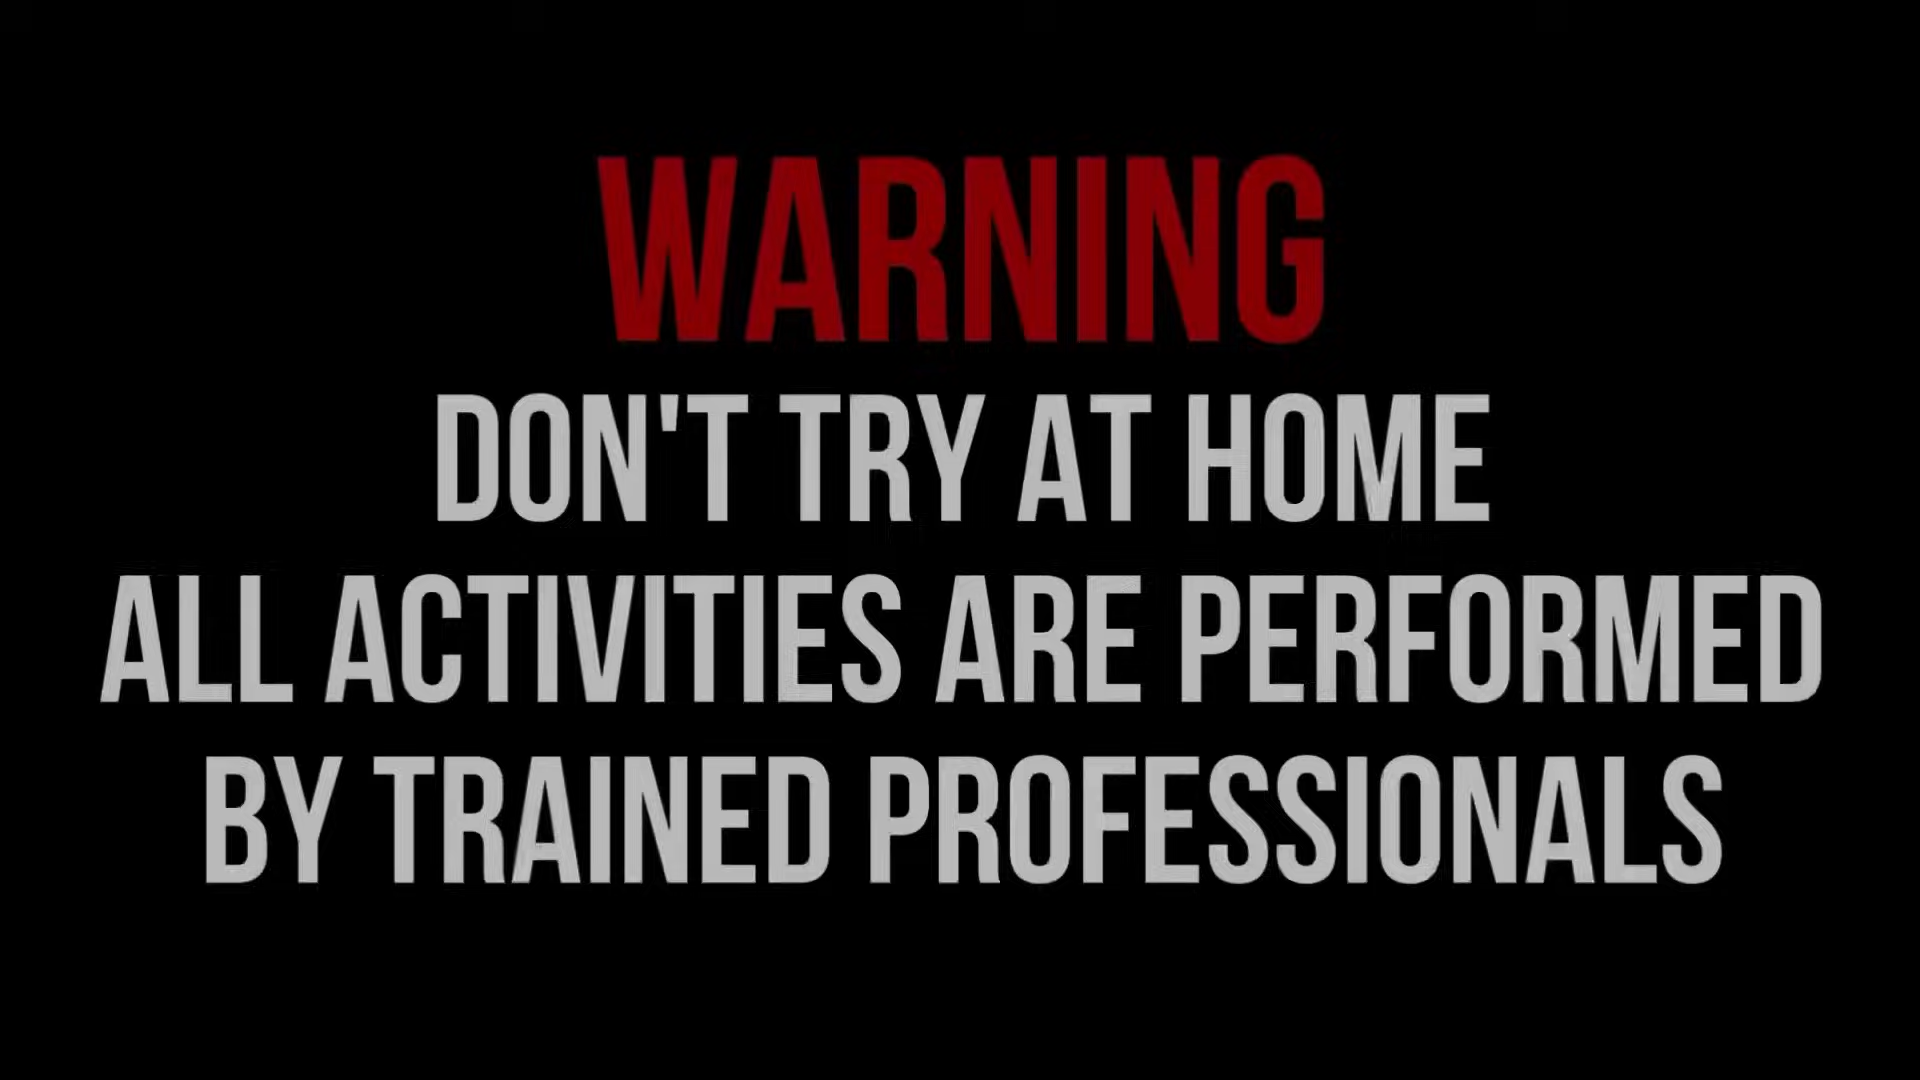 WARNING
DON'T TRY AT HOME
ALL ACTIVITIES ARE PERFORMED
BY TRAINED PROFESSIONALS